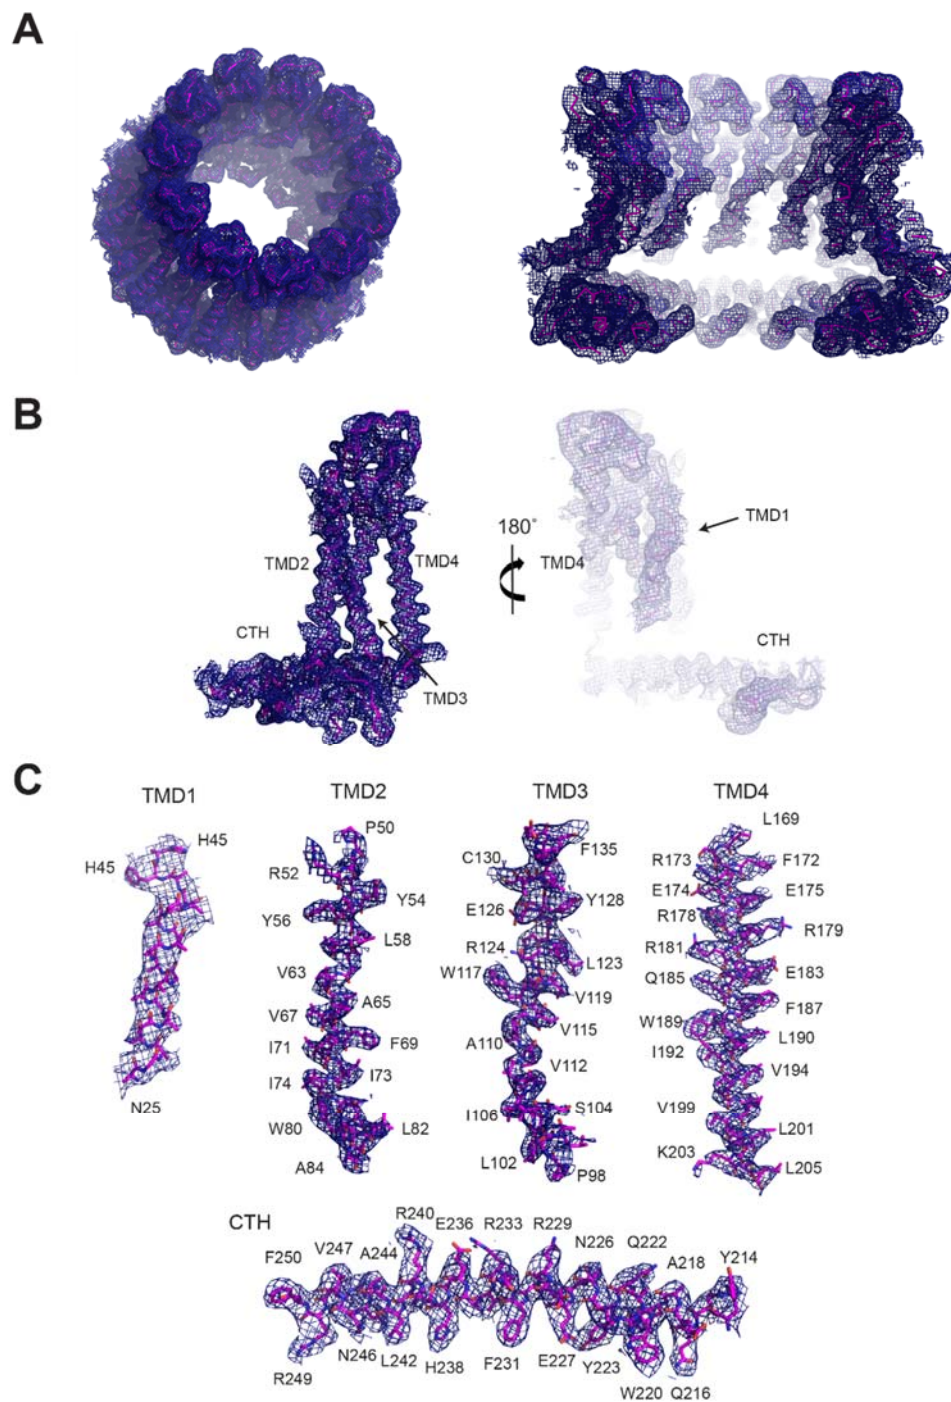 A
B
TMD2
TMD4
CTH
TMD3
180°
TMD4
TMD1
CTH
C
TMD1
TMD2
TMD3
TMD4
H45
H45
N25
P50
R52
Y54
Y56
L58
V63
A65
V67
F69
I71
I73
I74
W80
L82
A84
F135
C130
E126
Y128
R124
L123
W117
V119
V115
A110
V112
I106
S104
L102
P98
L169
R173
F172
E174
E175
R178
R179
R181
E183
Q185
F187
W189
L190
I192
V194
V199
L201
K203
L205
CTH
R240
E236
R233
R229
N226
Q222
A218
Y214
F250
V247
A244
R249
N246
L242
H238
F231
E227
Y223
W220
Q216